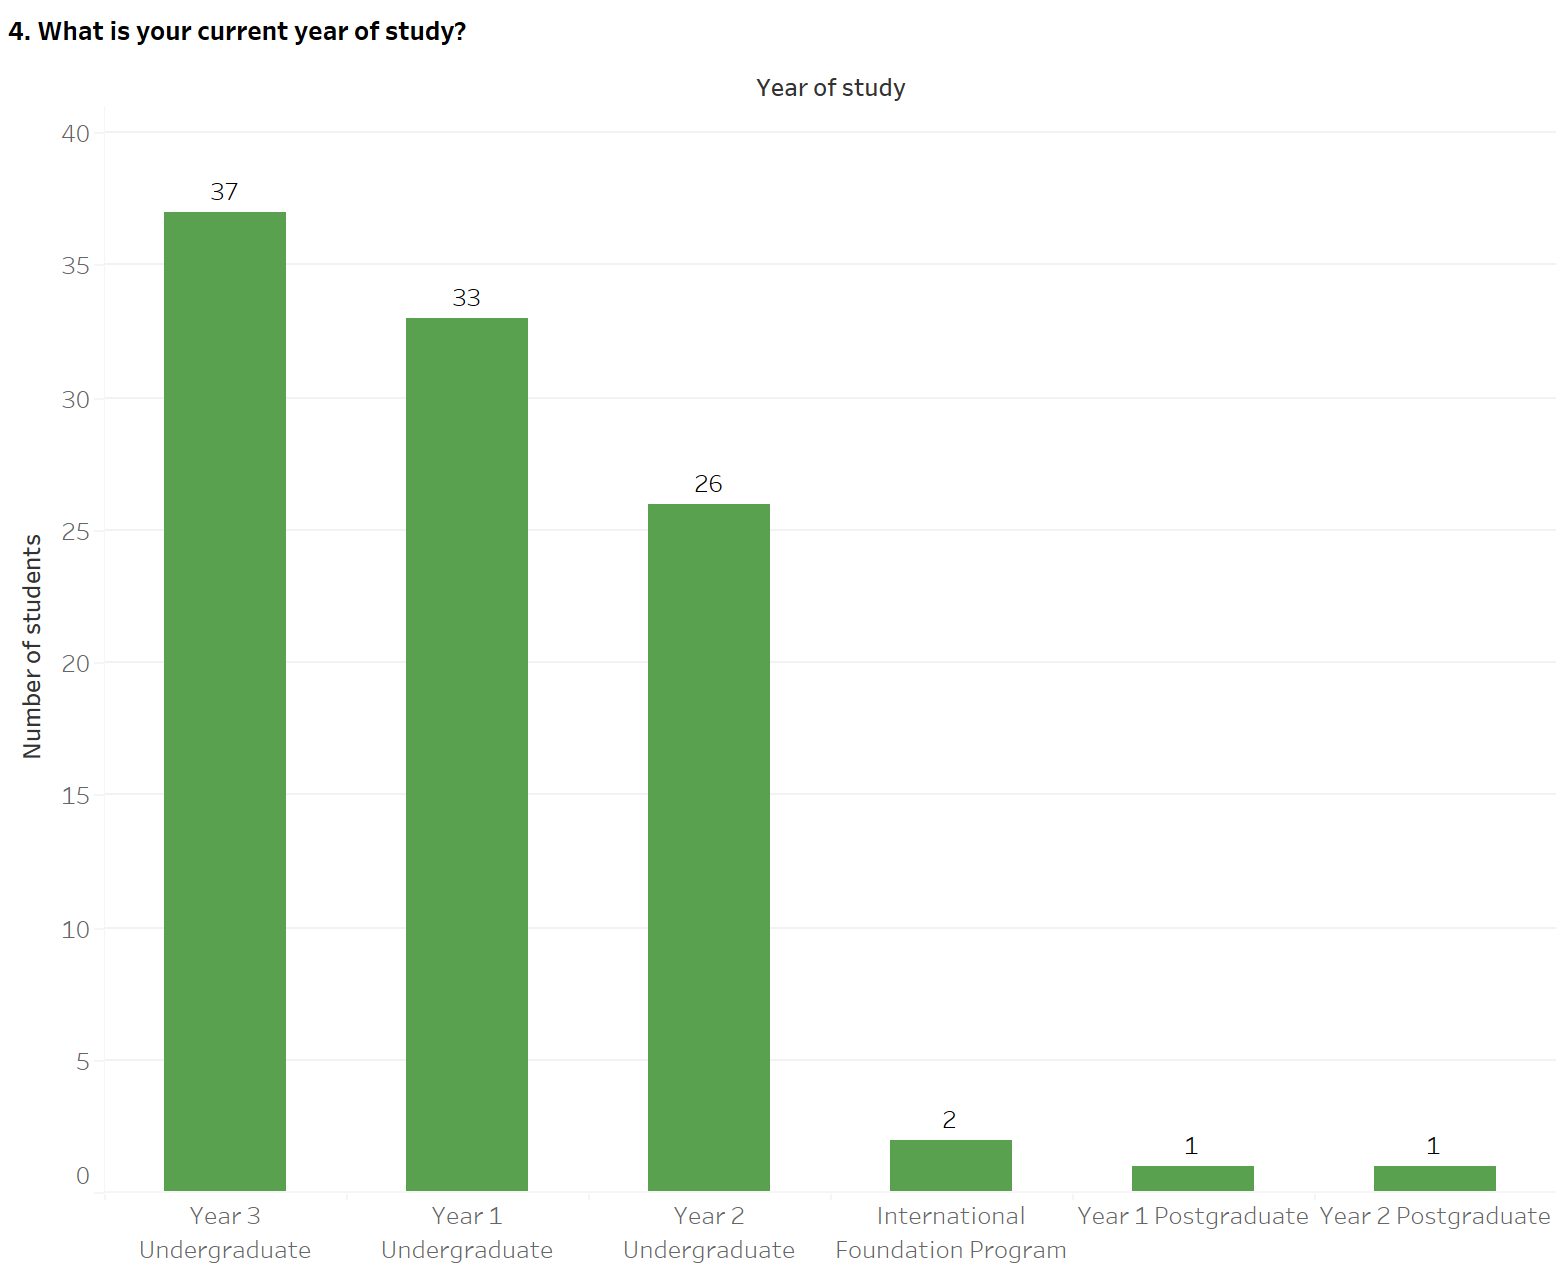 4. What is your current year of study?
Year of study
40
37
35
33
30
26
25
20
15
10
5
2
1
1
0
Number of students
Year 3
Undergraduate
Year 1
Undergraduate
Year 2
Undergraduate
International
Foundation Program
Year 1 Postgraduate
Year 2 Postgraduate